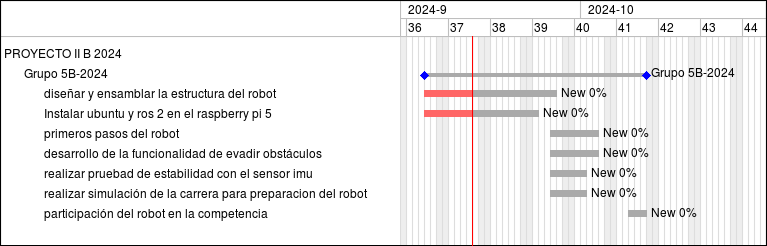 2024-9 2024-10
36 37 38 39 40 41 42 43 44
PROYECTO II B 2024
Grupo 5B-2024 Grupo 5B-2024
diseñar y ensamblar la estructura del robot New 0%
Instalar ubuntu y ros 2 en el raspberry pi 5 New 0%
primeros pasos del robot New 0%
desarrollo de la funcionalidad de evadir obstáculos New 0%
realizar pruebad de estabilidad con el sensor imu New 0%
realizar simulación de la carrera para preparacion del robot New 0%
participación del robot en la competencia New 0%